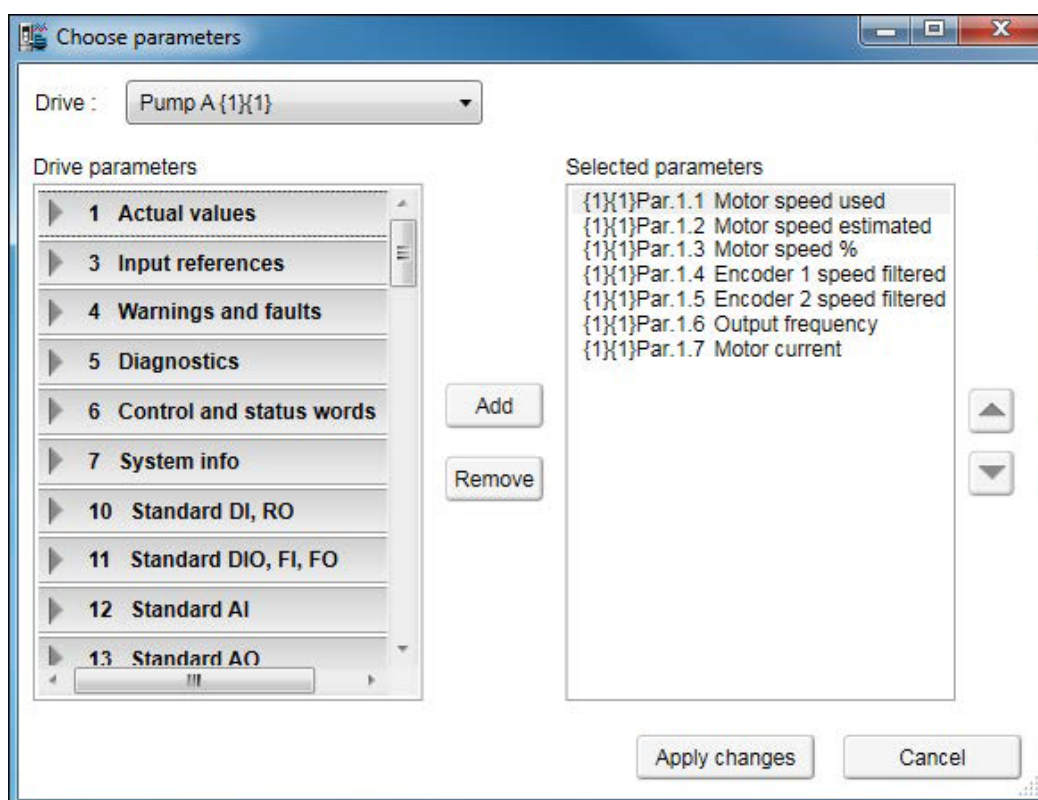 Choose parameters
Drive :
Pump A {1}{1}
Drive parameters
1 Actual values
3 Input references
4 Warnings and faults
5 Diagnostics
6 Control and status words
7 System info
10 Standard DI, RO
11 Standard DIO, FI, FO
12 Standard AI
13 Standard AO
Add
Remove
Selected parameters
{1}{1}Par.1.1 Motor speed used
{1}{1}Par.1.2 Motor speed estimated
{1}{1}Par.1.3 Motor speed %
{1}{1}Par.1.4 Encoder 1 speed filtered
{1}{1}Par.1.5 Encoder 2 speed filtered
{1}{1}Par.1.6 Output frequency
{1}{1}Par.1.7 Motor current
Apply changes
Cancel